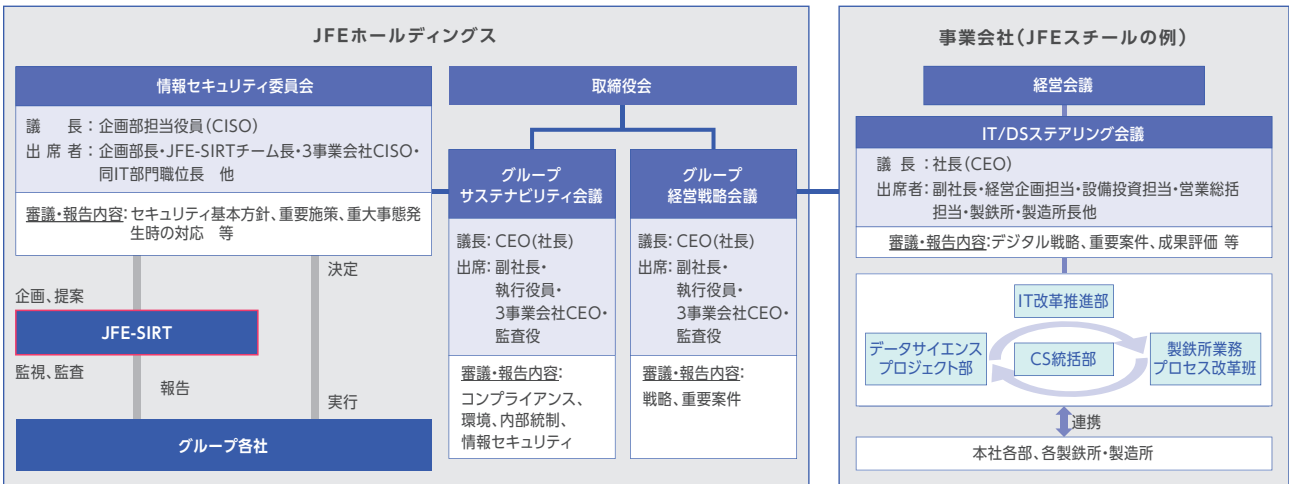 JFEホールディングス
情報セキュリティ委員会
議　長：企画部担当役員(CISO)
出席者：企画部長・JFE-SIRTチーム長・3事業会社CISO・
同IT部門職位長　他
審議・報告内容：セキュリティ基本方針、重要施策、重大事態発
生時の対応　等
企画、提案
決定
JFE-SIRT
監視、監査
報告
実行
グループ各社
取締役会
グループ
サステナビリティ会議
議長：CEO(社長)
出席：副社長・
執行役員・
3事業会社CEO・
監査役
審議・報告内容：
コンプライアンス、
環境、内部統制、
情報セキュリティ
グループ
経営戦略会議
議長：CEO(社長)
出席：副社長・
執行役員・
3事業会社CEO・
監査役
審議・報告内容：
戦略、重要案件
事業会社(JFEスチールの例)
経営会議
IT/DSステアリング会議
議長：社長(CEO)
出席者：副社長・経営企画担当・設備投資担当・営業総括
担当・製鉄所・製造所長他
審議・報告内容：デジタル戦略、重要案件、成果評価 等
IT改革推進部
データサイエンス
プロジェクト部
CS統括部
製鉄所業務
プロセス改革班
連携
本社各部、各製鉄所・製造所